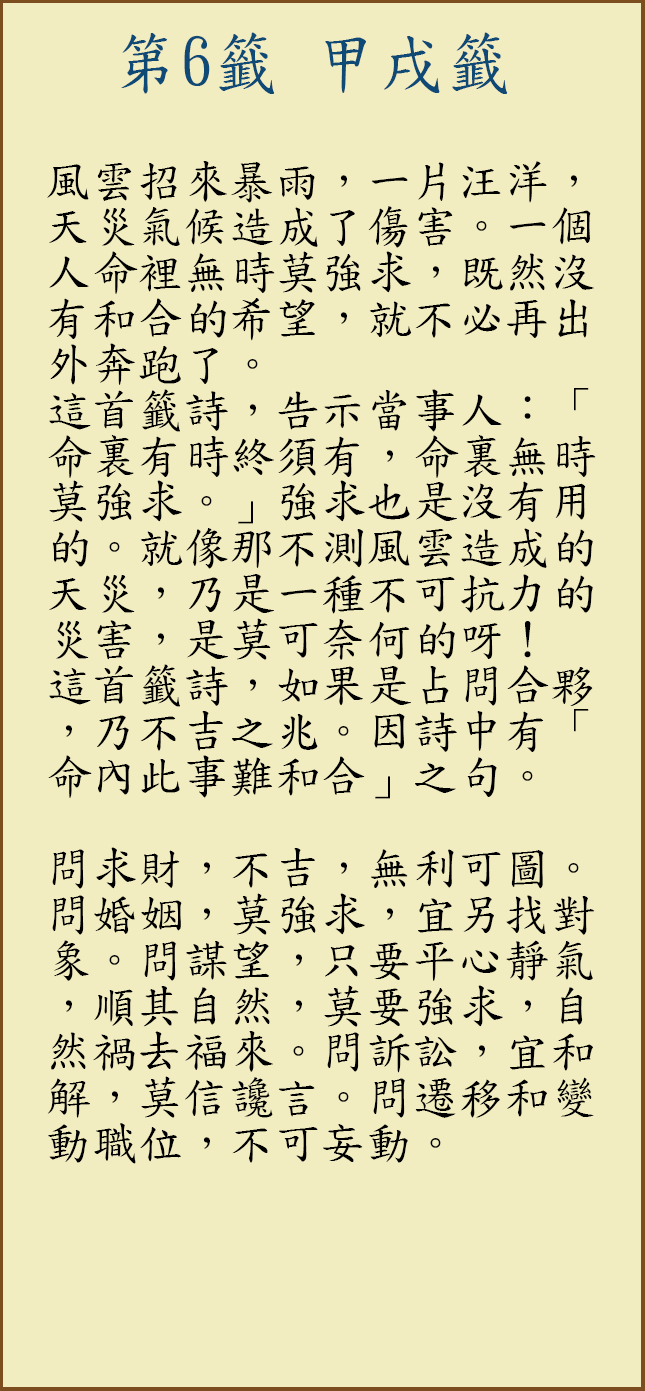 第6籤 甲戌籤
風雲招來暴雨，一片汪洋，
天災氣候造成了傷害。一個
人命裡無時莫強求，既然沒
有和合的希望，就不必再出
外奔跑了。
這首籤詩，告示當事人：「
命裏有時終須有，命裏無時
莫強求。」強求也是沒有用
的。就像那不測風雲造成的
天災，乃是一種不可抗力的
災害，是莫可奈何的呀！
這首籤詩，如果是占問合夥
，乃不吉之兆。因詩中有「
命內此事難和合」之句。
問求財，不吉，無利可圖。
問婚姻，莫強求，宜另找對
象。問謀望，只要平心靜氣
，順其自然，莫要強求，自
然禍去福來。問訴訟，宜和
解，莫信讒言。問遷移和變
動職位，不可妄動。